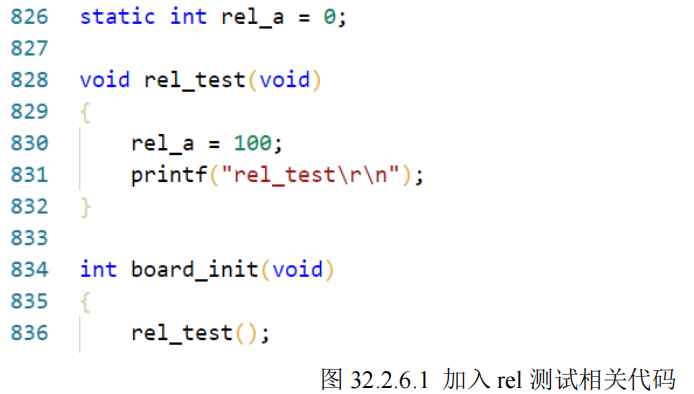 826 static int rel_a = 0;
827
828 void rel_test(void)
829 {
830     rel_a = 100;
831     printf("rel_test\r\n");
832 }
833
834 int board_init(void)
835 {
836     rel_test();
图 32.2.6.1 加入 rel 测试相关代码